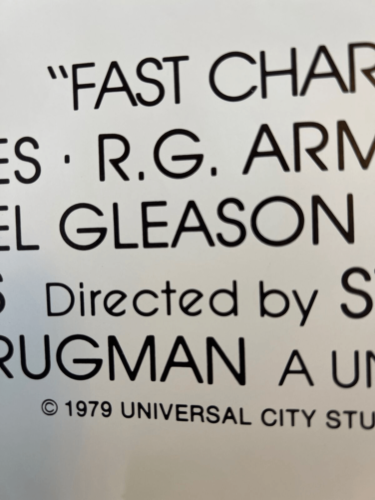 "FAST CHAR
ES · R.G. ARM
EL GLEASON
S Directed by S
RUGMAN A UN
© 1979 UNIVERSAL CITY STU